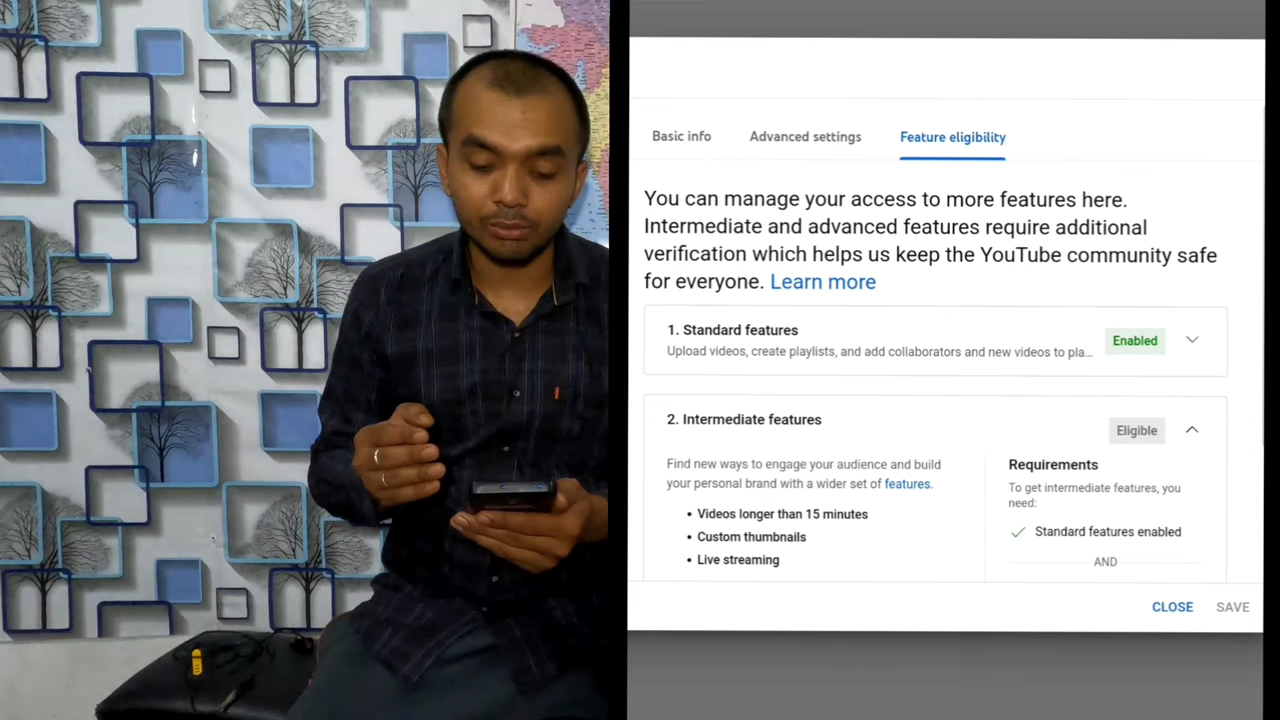 Basic info
Advanced settings
Feature eligibility
You can manage your access to more features here.
Intermediate and advanced features require additional
verification which helps us keep the YouTube community safe
for everyone. Learn more
1. Standard features
Upload videos, create playlists, and add collaborators and new videos to pla...
Enabled
2. Intermediate features
Eligible
Find new ways to engage your audience and build
your personal brand with a wider set of features.
• Videos longer than 15 minutes
• Custom thumbnails
• Live streaming
Requirements
To get intermediate features, you
need:
Standard features enabled
AND
CLOSE
SAVE